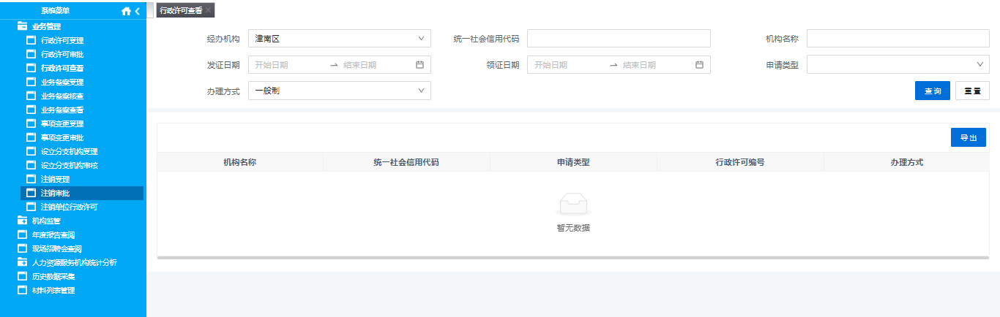 系统菜单
业务管理
行政许可受理
行政许可审批
行政许可查看
业务备案受理
业务备案核查
业务备案查看
事项变更受理
事项变更审批
设立分支机构受理
设立分支机构审核
注销受理
注销审批
注销单位行政许可
机构监管
年度报告查阅
现场招聘会查阅
人力资源服务机构统计分析
历史数据采集
材料列表管理
行政许可查看
经办机构 津南区 统一社会信用代码 机构名称
发证日期 开始日期 结束日期 领证日期 开始日期 结束日期 申请类型
办理方式 一般制 查询 重置
导出
机构名称 统一社会信用代码 申请类型 行政许可编号 办理方式
暂无数据